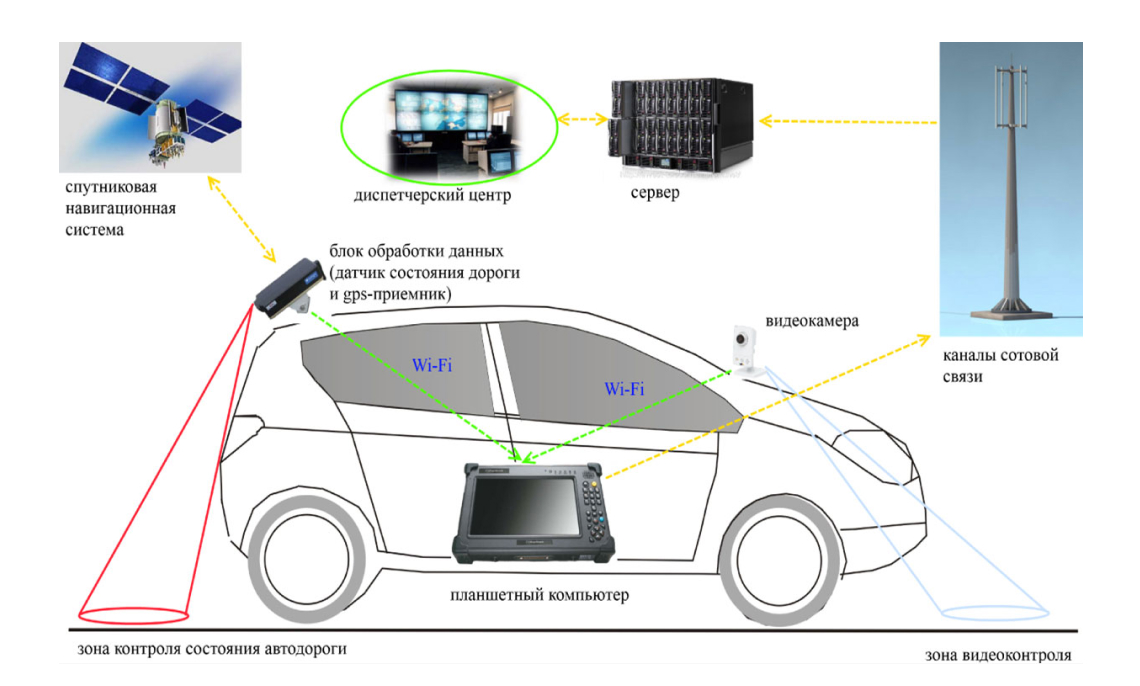 спутниковая
навигационная
система
диспетчерский центр
сервер
блок обработки данных
(датчик состояния дороги
и gps-приемник)
видеокамера
каналы сотовой
связи
Wi-Fi
Wi-Fi
планшетный компьютер
зона контроля состояния автодороги
зона видеоконтроля